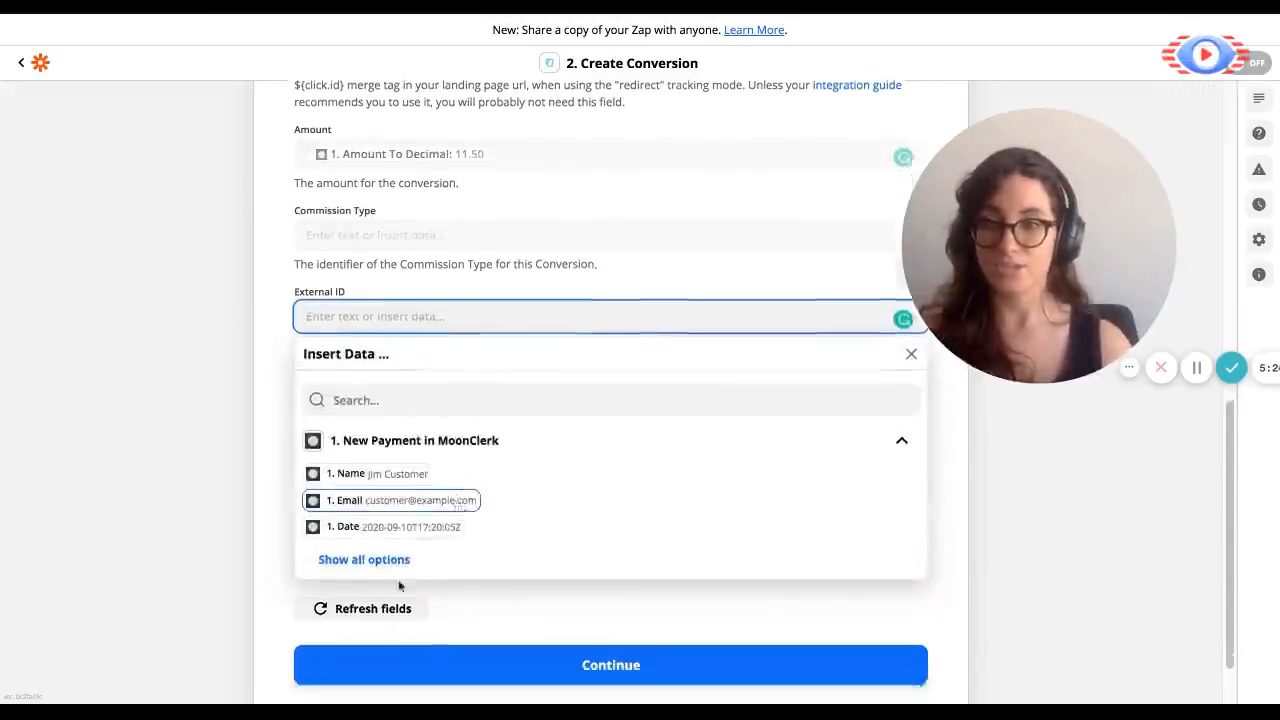 New: Share a copy of your Zap with anyone. Learn More.
2. Create Conversion
OFF
${click.id} merge tag in your landing page url, when using the "redirect" tracking mode. Unless your integration guide
recommends you to use it, you will probably not need this field.
Amount
1. Amount To Decimal: 11.50
The amount for the conversion.
Commission Type
Enter text or insert data...
The identifier of the Commission Type for this Conversion.
External ID
Enter text or insert data...
Insert Data ...
Search...
1. New Payment in MoonClerk
1. Name Jim Customer
1. Email customer@example.com
1. Date 2020-09-10T17:20:05Z
Show all options
Refresh fields
Continue